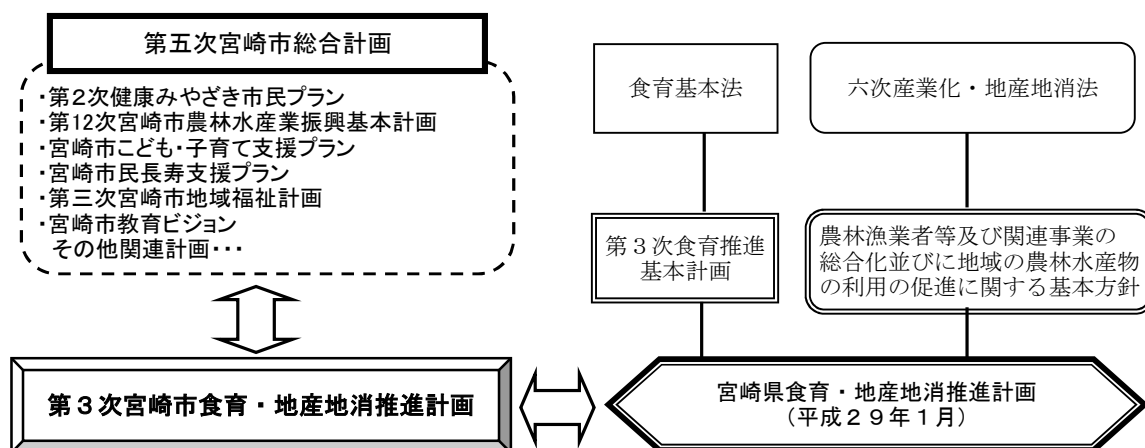 第五次宮崎市総合計画
・第2次健康みやざき市民プラン
・第12次宮崎市農林水産業振興基本計画
・宮崎市こども・子育て支援プラン
・宮崎市民長寿支援プラン
・第三次宮崎市地域福祉計画
・宮崎市教育ビジョン
その他関連計画・・・
食育基本法
六次産業化・地産地消法
第3次食育推進
基本計画
農林漁業者等及び関連事業の
総合化並びに地域の農林水産物
の利用の促進に関する基本方針
第3次宮崎市食育・地産地消推進計画
宮崎県食育・地産地消推進計画
(平成29年1月)